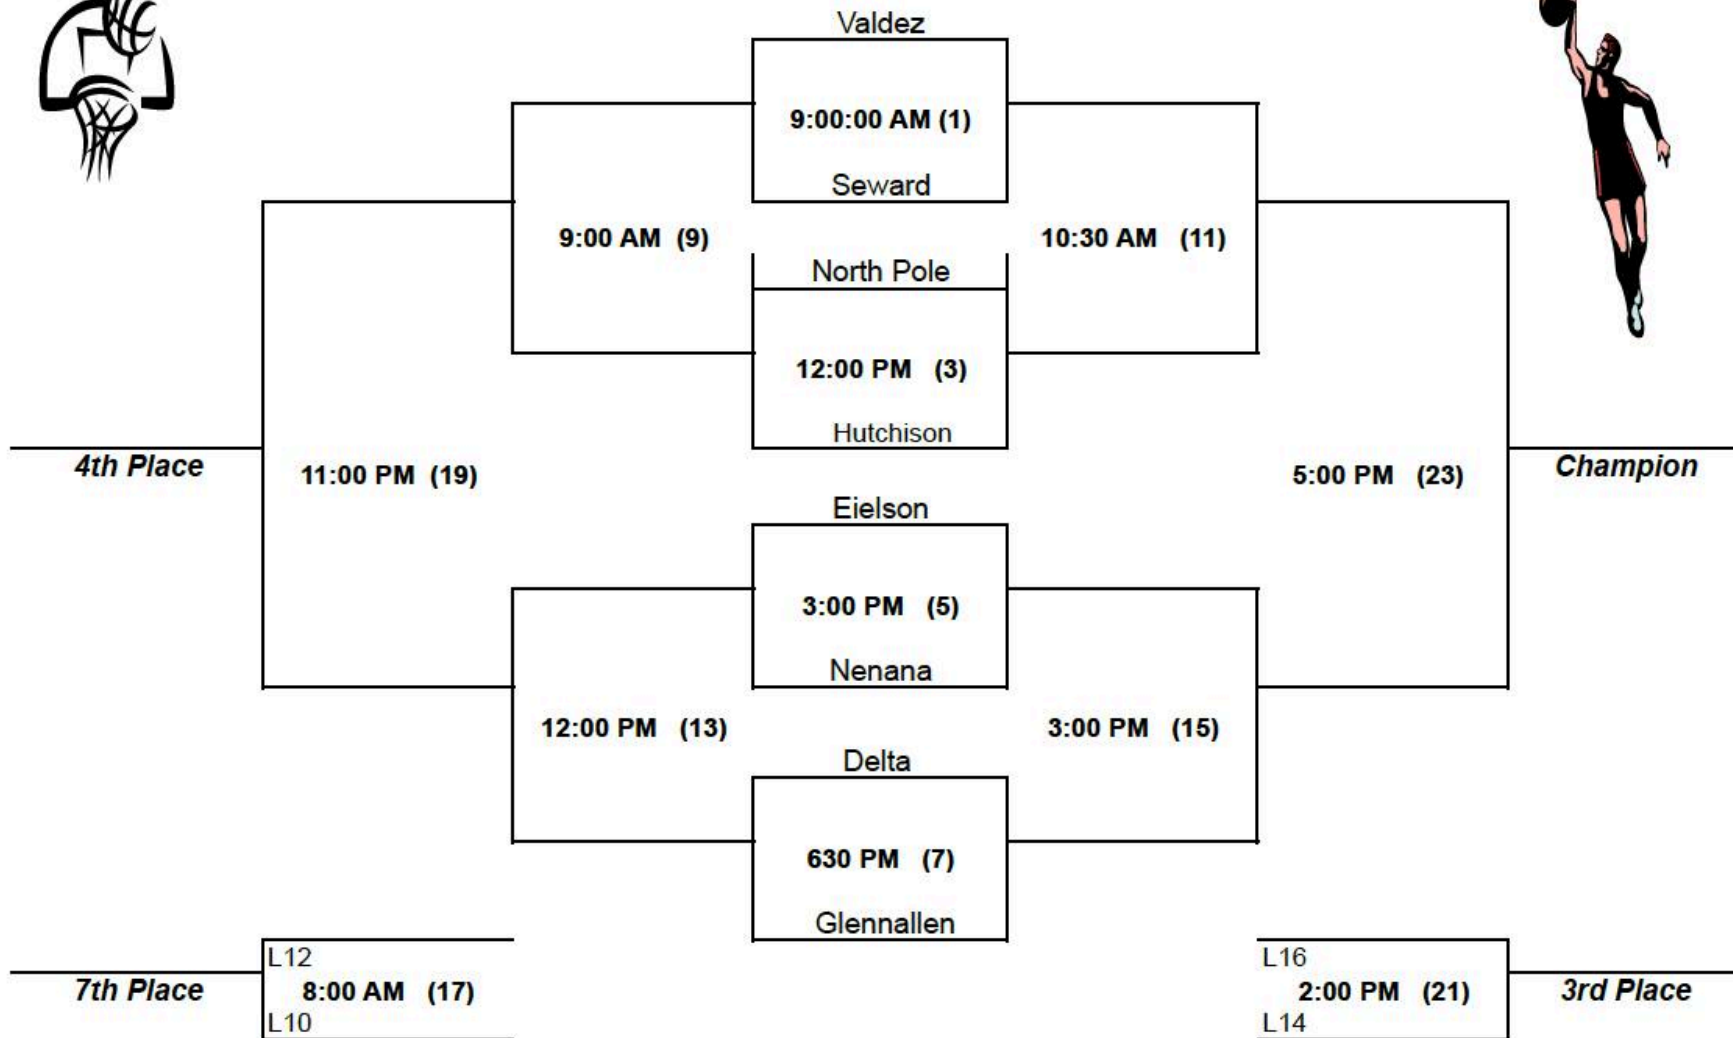 Valdez
9:00:00 AM (1)
Seward
9:00 AM (9)
10:30 AM (11)
North Pole
12:00 PM (3)
Hutchison
4th Place
11:00 PM (19)
5:00 PM (23)
Champion
Eielson
3:00 PM (5)
Nenana
12:00 PM (13)
3:00 PM (15)
Delta
630 PM (7)
Glennallen
L12
L16
7th Place
8:00 AM (17)
2:00 PM (21)
3rd Place
L10
L14